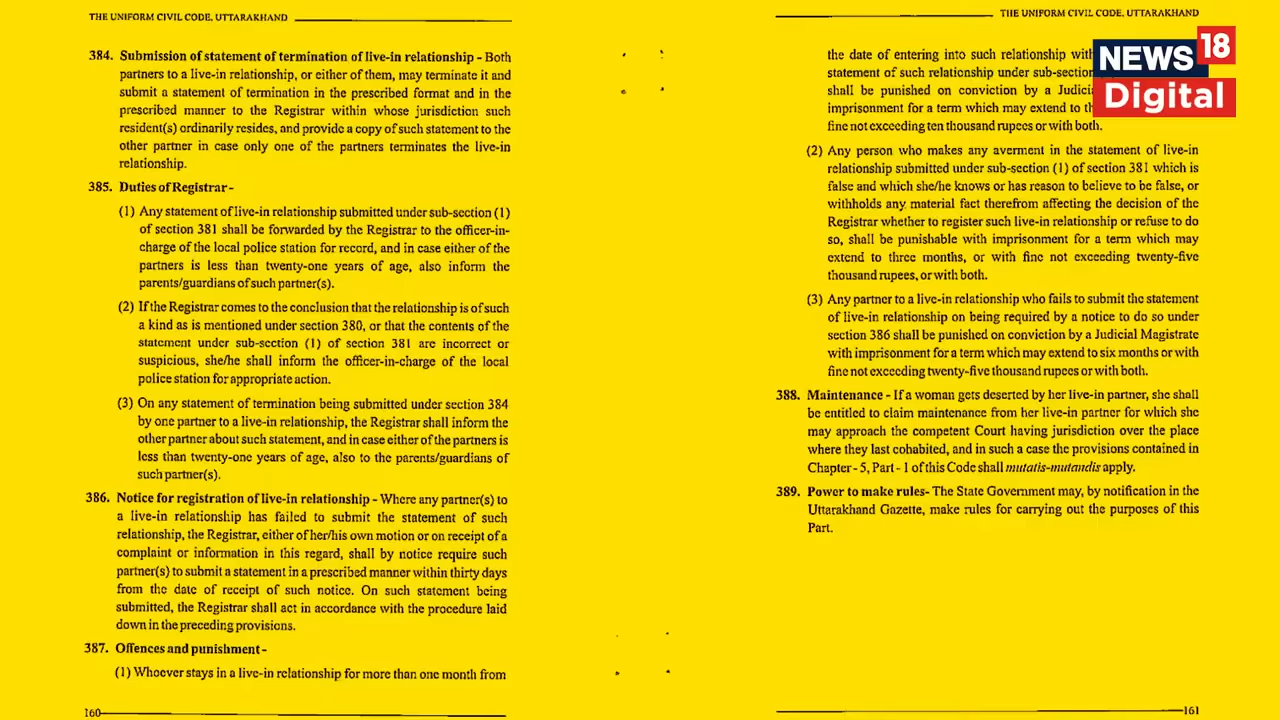 THE UNIFORM CIVIL CODE, UTTARAKHAND
384. Submission of statement of termination of live-in relationship - Both
partners to a live-in relationship, or either of them, may terminate it and
submit a statement of termination in the prescribed format and in the
prescribed manner to the Registrar within whose jurisdiction such
resident(s) ordinarily resides, and provide a copy of such statement to the
other partner in case only one of the partners terminates the live-in
relationship.
385. Duties of Registrar -
(1) Any statement of live-in relationship submitted under sub-section (1)
of section 381 shall be forwarded by the Registrar to the officer-in-
charge of the local police station for record, and in case either of the
partners is less than twenty-one years of age, also inform the
parents/guardians of such partner(s).
(2) If the Registrar comes to the conclusion that the relationship is of such
a kind as is mentioned under section 380, or that the contents of the
statement under sub-section (1) of section 381 are incorrect or
suspicious, she/he shall inform the officer-in-charge of the local
police station for appropriate action.
(3) On any statement of termination being submitted under section 384
by one partner to a live-in relationship, the Registrar shall inform the
other partner about such statement, and in case either of the partners is
less than twenty-one years of age, also to the parents/guardians of
such partner(s).
386. Notice for registration of live-in relationship - Where any partner(s) to
a live-in relationship has failed to submit the statement of such
relationship, the Registrar, either of her/his own motion or on receipt of a
complaint or information in this regard, shall by notice require such
partner(s) to submit a statement in a prescribed manner within thirty days
from the date of receipt of such notice. On such statement being
submitted, the Registrar shall act in accordance with the procedure laid
down in the preceding provisions.
387. Offences and punishment -
(1) Whoever stays in a live-in relationship for more than one month from
160
THE UNIFORM CIVIL CODE, UTTARAKHAND
the date of entering into such relationship
statement of such relationship under
shall be punished on conviction by a
imprisonment for a term which may extend to
fine not exceeding ten thousand rupees or with both.
(2) Any person who makes any averment in the statement of live-in
relationship submitted under sub-section (1) of section 381 which is
false and which she/he knows or has reason to believe to be false, or
withholds any material fact therefrom affecting the decision of the
Registrar whether to register such live-in relationship or refuse to do
so, shall be punishable with imprisonment for a term which may
extend to three months, or with fine not exceeding twenty-five
thousand rupees, or with both.
(3) Any partner to a live-in relationship who fails to submit the statement
of live-in relationship on being required by a notice to do so under
section 386 shall be punished on conviction by a Judicial Magistrate
with imprisonment for a term which may extend to six months or with
fine not exceeding twenty-five thousand rupees or with both.
388. Maintenance - If a woman gets deserted by her live-in partner, she shall
be entitled to claim maintenance from her live-in partner for which she
may approach the competent Court having jurisdiction over the place
where they last cohabited, and in such a case the provisions contained in
Chapter - 5, Part - 1 of this Code shall mutatis-mutandis apply.
389. Power to make rules- The State Government may, by notification in the
Uttarakhand Gazette, make rules for carrying out the purposes of this
Part.
161
NEWS 18
Digital